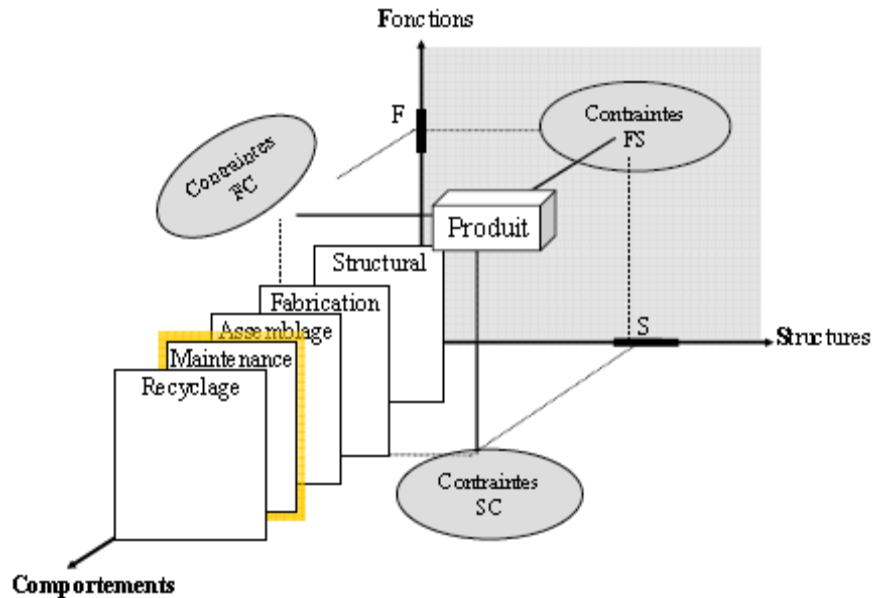 Fonctions
F
Contraintes
FS
Contraintes
FC
Produit
Structural
Fabrication
Assemblage
Maintenance
Recyclage
S
Structures
Contraintes
SC
Comportements